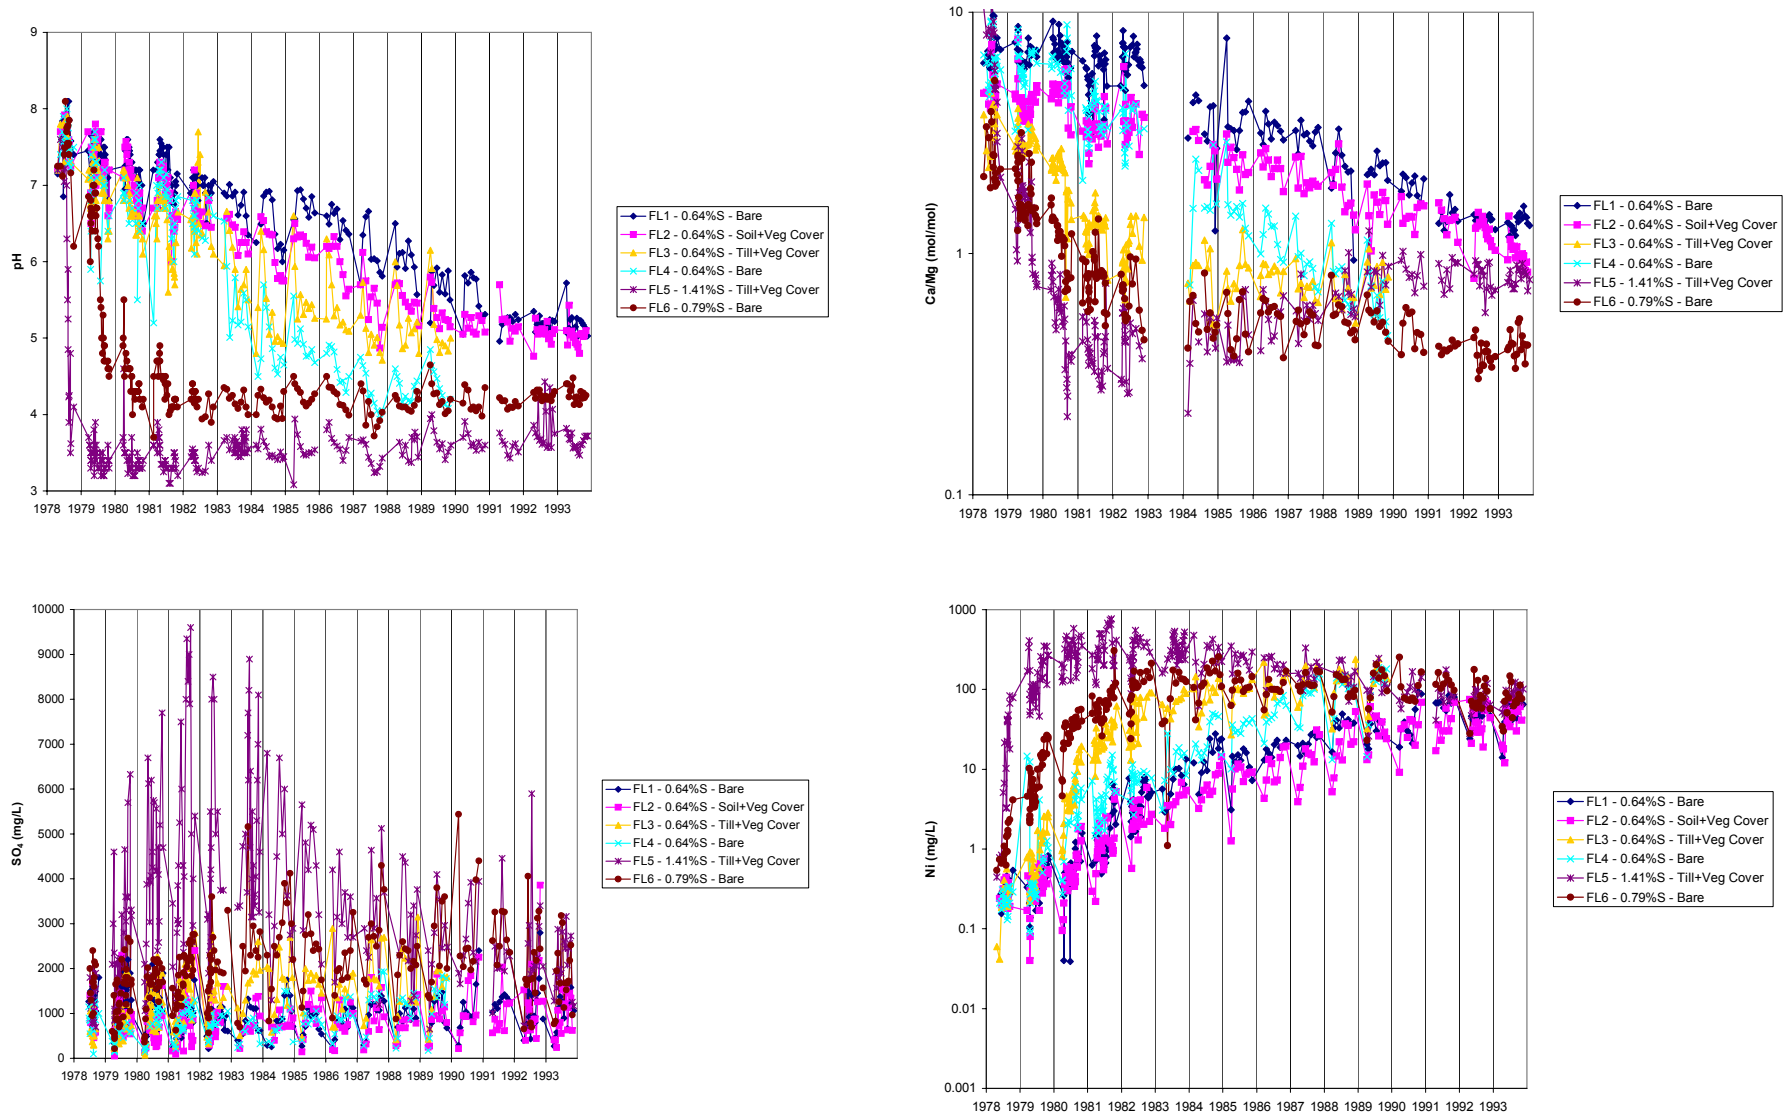 9
8
7
6
5
4
3
pH
1978 1979 1980 1981 1982 1983 1984 1985 1986 1987 1988 1989 1990 1991 1992 1993
FL1 - 0.64%S - Bare
FL2 - 0.64%S - Soil+Veg Cover
FL3 - 0.64%S - Till+Veg Cover
FL4 - 0.64%S - Bare
FL5 - 1.41%S - Till+Veg Cover
FL6 - 0.79%S - Bare
10
1
0.1
Ca/Mg (mol/mol)
1978 1979 1980 1981 1982 1983 1984 1985 1986 1987 1988 1989 1990 1991 1992 1993
FL1 - 0.64%S - Bare
FL2 - 0.64%S - Soil+Veg Cover
FL3 - 0.64%S - Till+Veg Cover
FL4 - 0.64%S - Bare
FL5 - 1.41%S - Till+Veg Cover
FL6 - 0.79%S - Bare
10000
9000
8000
7000
6000
5000
4000
3000
2000
1000
0
SO4 (mg/L)
1978 1979 1980 1981 1982 1983 1984 1985 1986 1987 1988 1989 1990 1991 1992 1993
FL1 - 0.64%S - Bare
FL2 - 0.64%S - Soil+Veg Cover
FL3 - 0.64%S - Till+Veg Cover
FL4 - 0.64%S - Bare
FL5 - 1.41%S - Till+Veg Cover
FL6 - 0.79%S - Bare
1000
100
10
1
0.1
0.01
0.001
Ni (mg/L)
1978 1979 1980 1981 1982 1983 1984 1985 1986 1987 1988 1989 1990 1991 1992 1993
FL1 - 0.64%S - Bare
FL2 - 0.64%S - Soil+Veg Cover
FL3 - 0.64%S - Till+Veg Cover
FL4 - 0.64%S - Bare
FL5 - 1.41%S - Till+Veg Cover
FL6 - 0.79%S - Bare